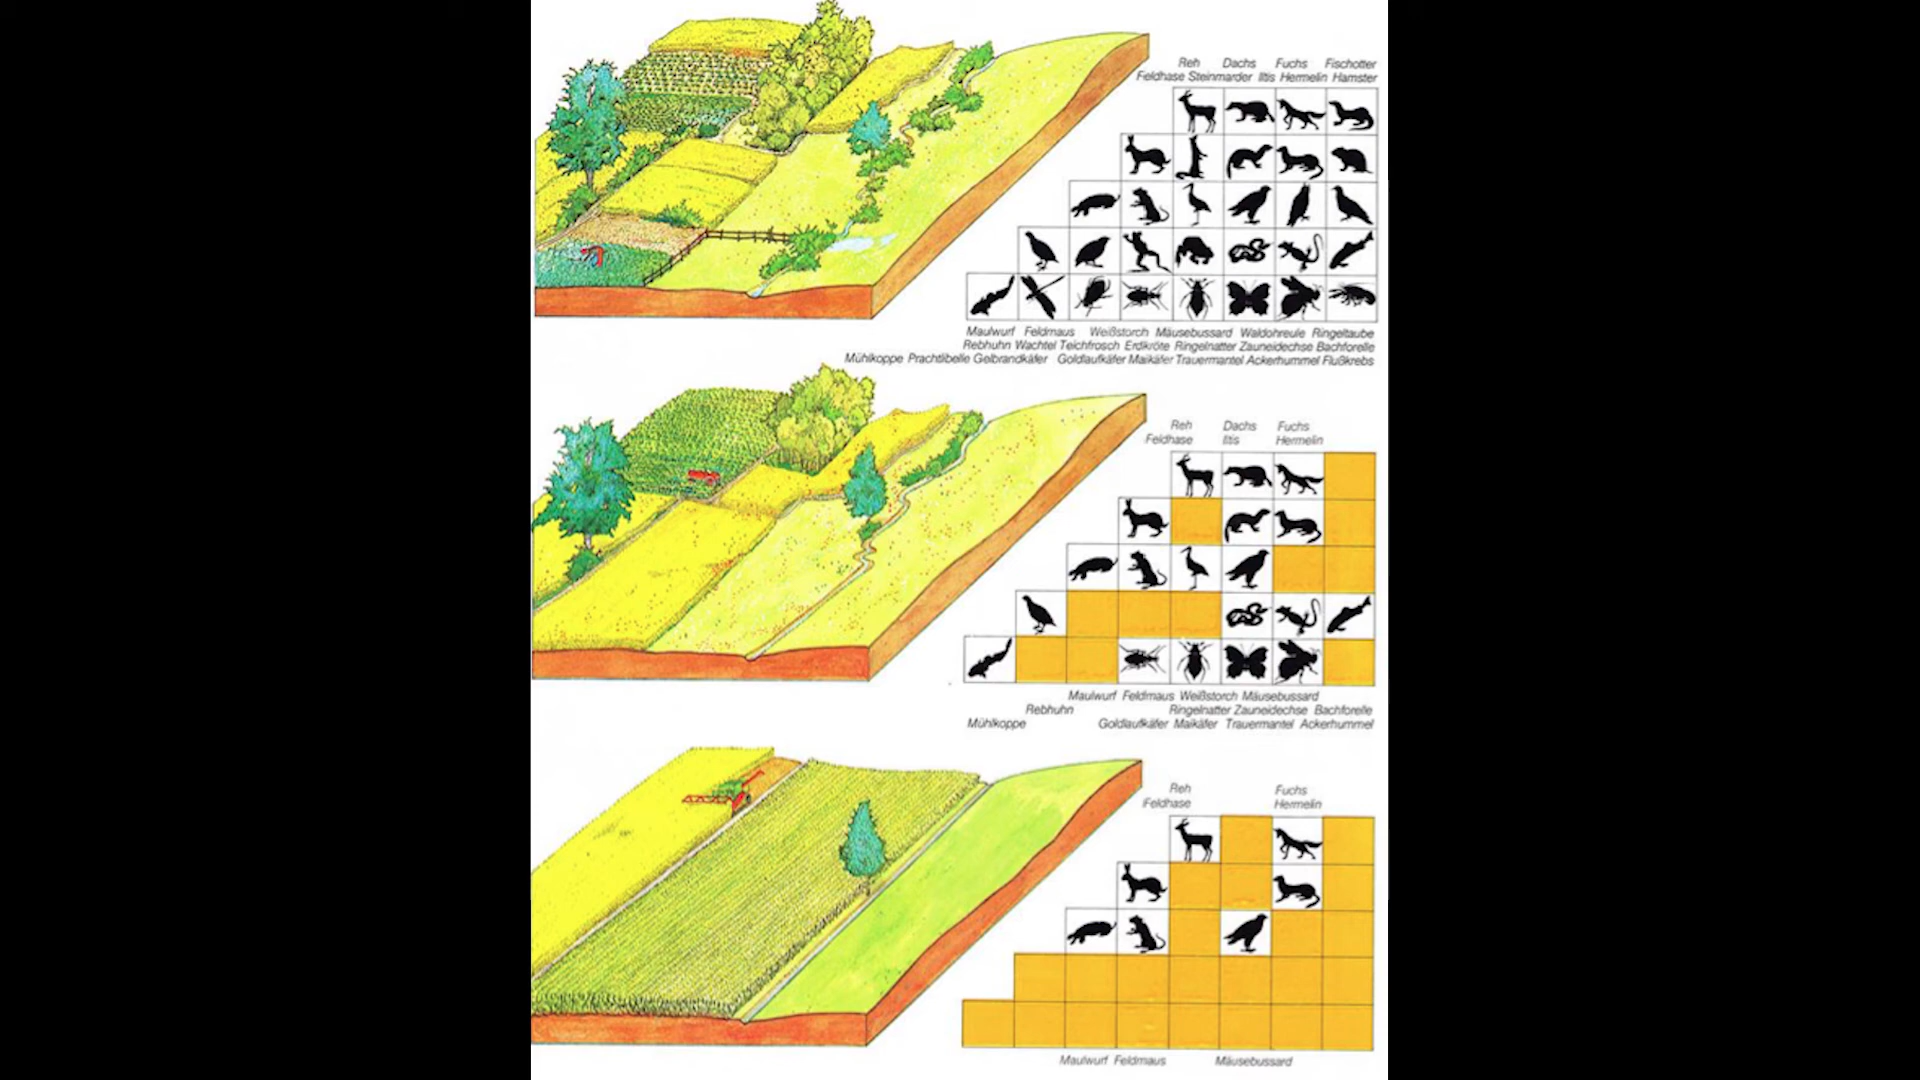 Reh Dachs Fuchs Fischotter
Feldhase Steinmarder Iltis Hermelin Hamster
Maulwurf Feldmaus Weißstorch Mäusebussard Waldohreule Ringeltaube
Rebhuhn Wachtel Teichfrosch Erdkröte Ringelnatter Zauneidechse Bachforelle
Mühlkoppe Prachtlibelle Gelbrandkäfer Goldlaufkäfer Maikäfer Trauermantel Ackerhummel Flußkrebs
Reh Dachs Fuchs
Feldhase Iltis Hermelin
Maulwurf Feldmaus Weißstorch Mäusebussard
Rebhuhn Ringelnatter Zauneidechse Bachforelle
Mühlkoppe Goldlaufkäfer Maikäfer Trauermantel Ackerhummel
Reh Fuchs
Feldhase Hermelin
Maulwurf Feldmaus Mäusebussard